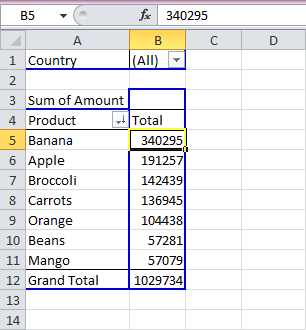 B5 fx 340295
A B C D
1 Country (All)
2
3 Sum of Amount
4 Product Total
5 Banana 340295
6 Apple 191257
7 Broccoli 142439
8 Carrots 136945
9 Orange 104438
10 Beans 57281
11 Mango 57079
12 Grand Total 1029734
13
14